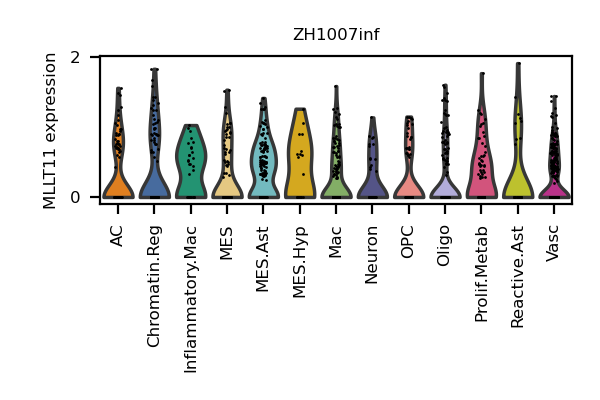 ZH1007inf
MLLT11 expression
2
0
AC
Chromatin.Reg
Inflammatory.Mac
MES
MES.Ast
MES.Hyp
Mac
Neuron
OPC
Oligo
Prolif.Metab
Reactive.Ast
Vasc